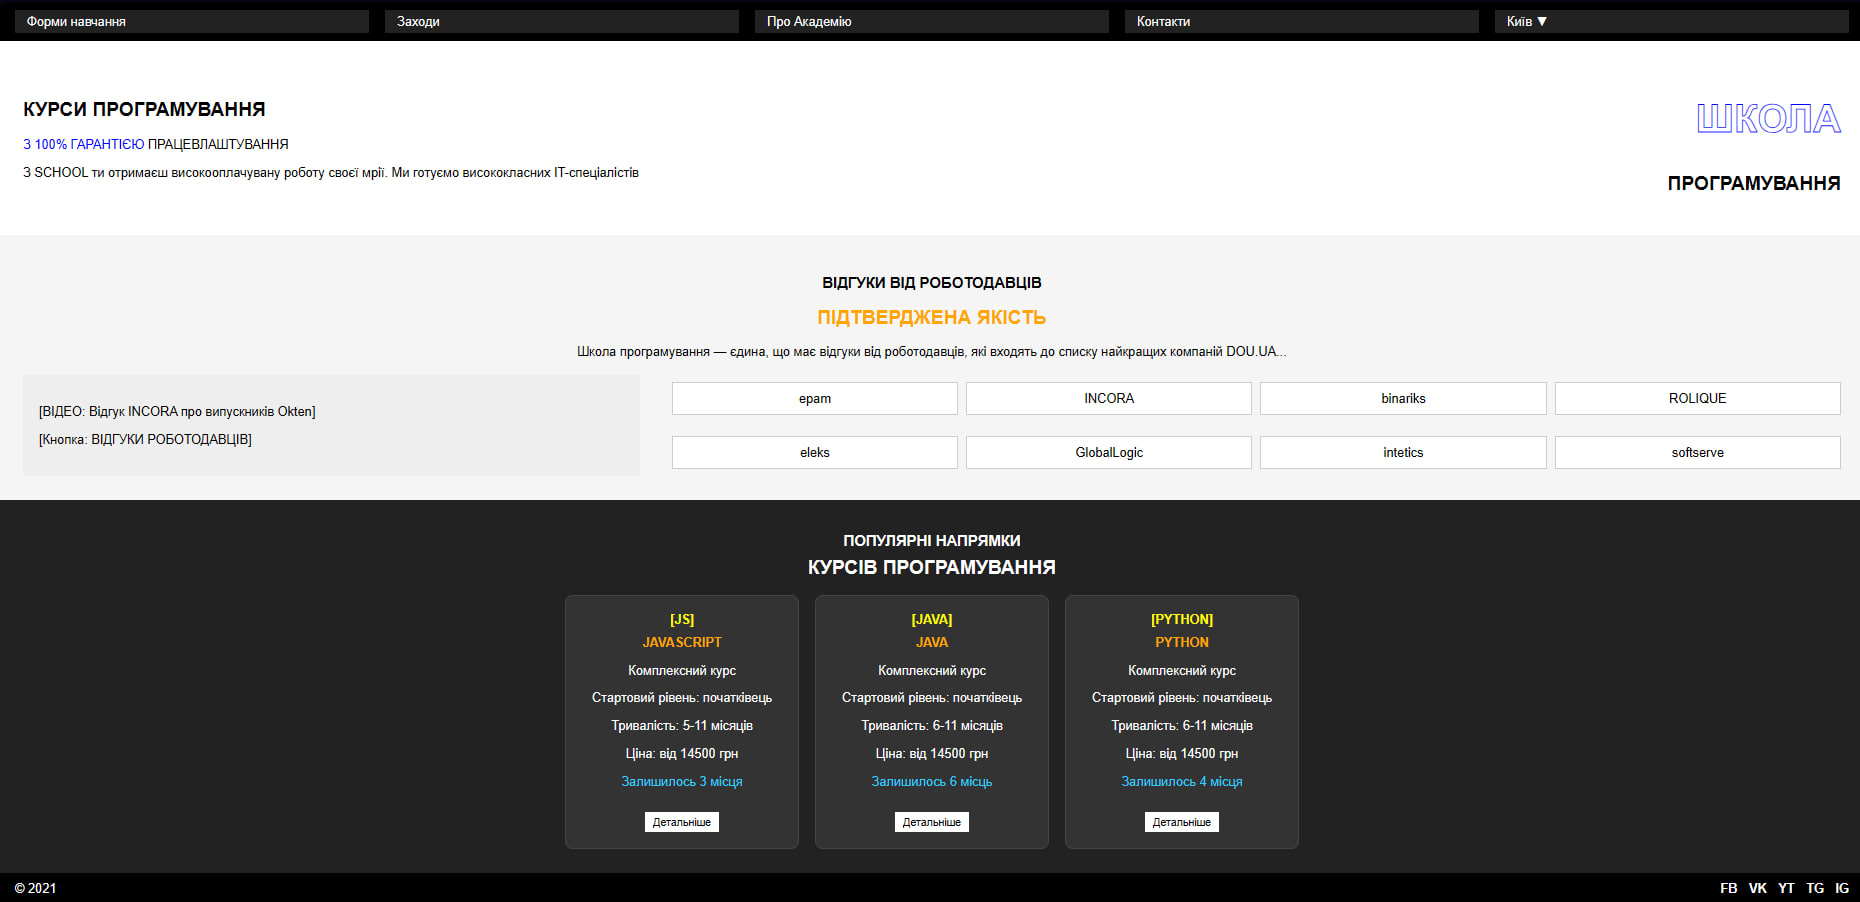 Форми навчання
Заходи
Про Академію
Контакти
Київ ▼
КУРСИ ПРОГРАМУВАННЯ
З 100% ГАРАНТІЄЮ ПРАЦЕВЛАШТУВАННЯ
З SCHOOL ти отримаєш високооплачувану роботу своєї мрії. Ми готуємо висококласних ІТ-спеціалістів
ШКОЛА
ПРОГРАМУВАННЯ
ВІДГУКИ ВІД РОБОТОДАВЦІВ
ПІДТВЕРДЖЕНА ЯКІСТЬ
Школа програмування — єдина, що має відгуки від роботодавців, які входять до списку найкращих компаній DOU.UA...
[ВІДЕО: Відгук INCORA про випускників Okten]
[Кнопка: ВІДГУКИ РОБОТОДАВЦІВ]
epam
INCORA
binariks
ROLIQUE
eleks
GlobalLogic
intetics
softserve
ПОПУЛЯРНІ НАПРЯМКИ
КУРСІВ ПРОГРАМУВАННЯ
[JS]
JAVASCRIPT
Комплексний курс
Стартовий рівень: початківець
Тривалість: 5-11 місяців
Ціна: від 14500 грн
Залишилось 3 місця
Детальніше
[JAVA]
JAVA
Комплексний курс
Стартовий рівень: початківець
Тривалість: 6-11 місяців
Ціна: від 14500 грн
Залишилось 6 місць
Детальніше
[PYTHON]
PYTHON
Комплексний курс
Стартовий рівень: початківець
Тривалість: 6-11 місяців
Ціна: від 14500 грн
Залишилось 4 місця
Детальніше
© 2021
FB VK YT TG IG